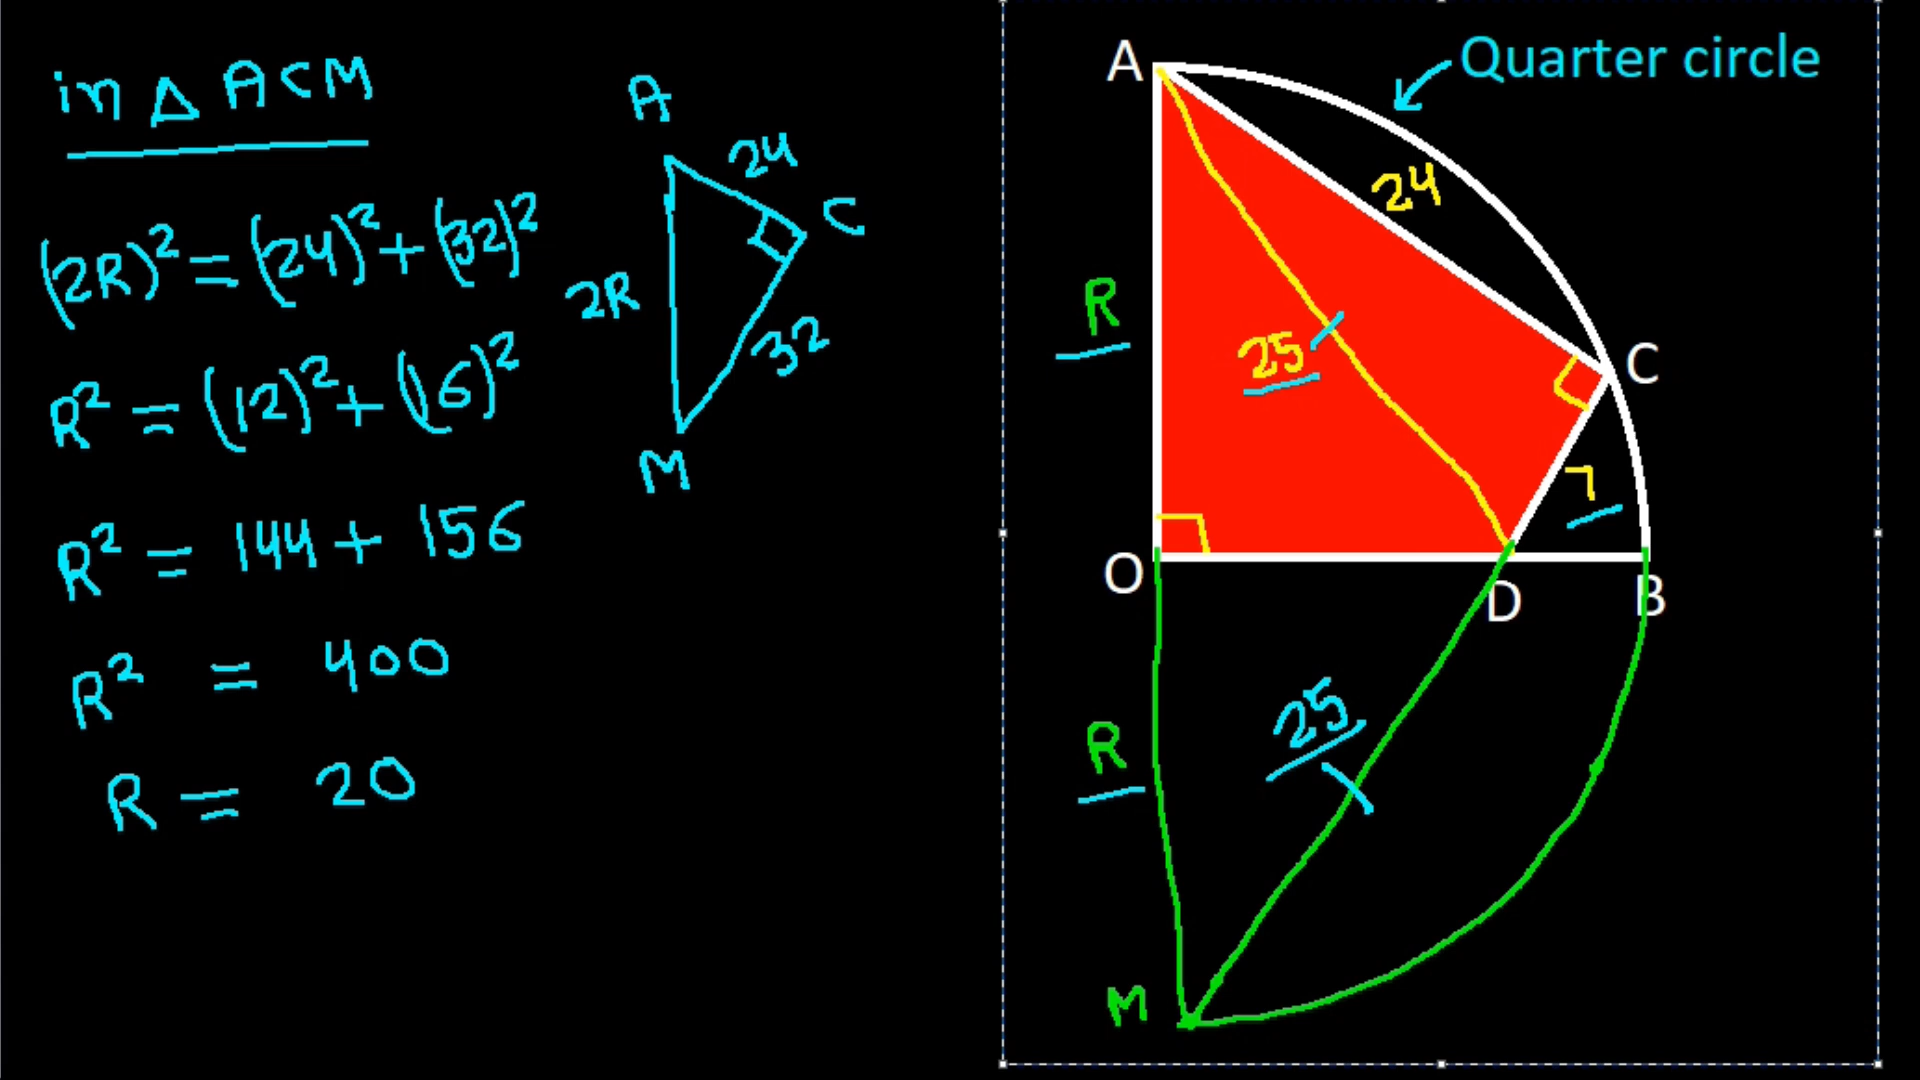 in △ ACM
(2R)² = (24)² + (32)²
R² = (12)² + (16)²
R² = 144 + 156
R² = 400
R = 20
A
24
C
2R
32
M
Quarter circle
A
24
R
25
C
7
O
D
B
25
R
M